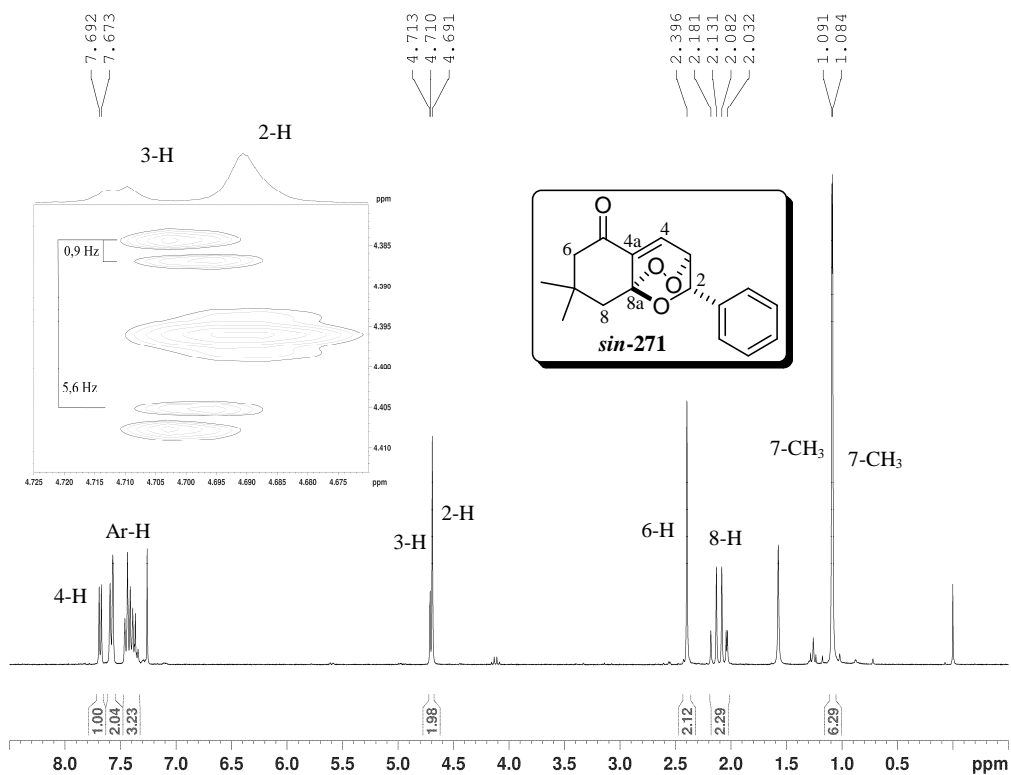 7.692
7.673
4.713
4.710
4.691
2.396
2.181
2.131
2.082
2.032
1.091
1.084
2-H
3-H
ppm
0,9 Hz
5,6 Hz
4.385
4.390
4.395
4.400
4.405
4.410
4.725 4.720 4.715 4.710 4.705 4.700 4.695 4.690 4.685 4.680 4.675 ppm
O
4
6
4a
O
O
2
8
8a
O
sin-271
7-CH3
7-CH3
2-H
3-H
6-H
8-H
Ar-H
4-H
1.00
2.04
3.23
1.98
2.12
2.29
6.29
8.0 7.5 7.0 6.5 6.0 5.5 5.0 4.5 4.0 3.5 3.0 2.5 2.0 1.5 1.0 0.5 ppm